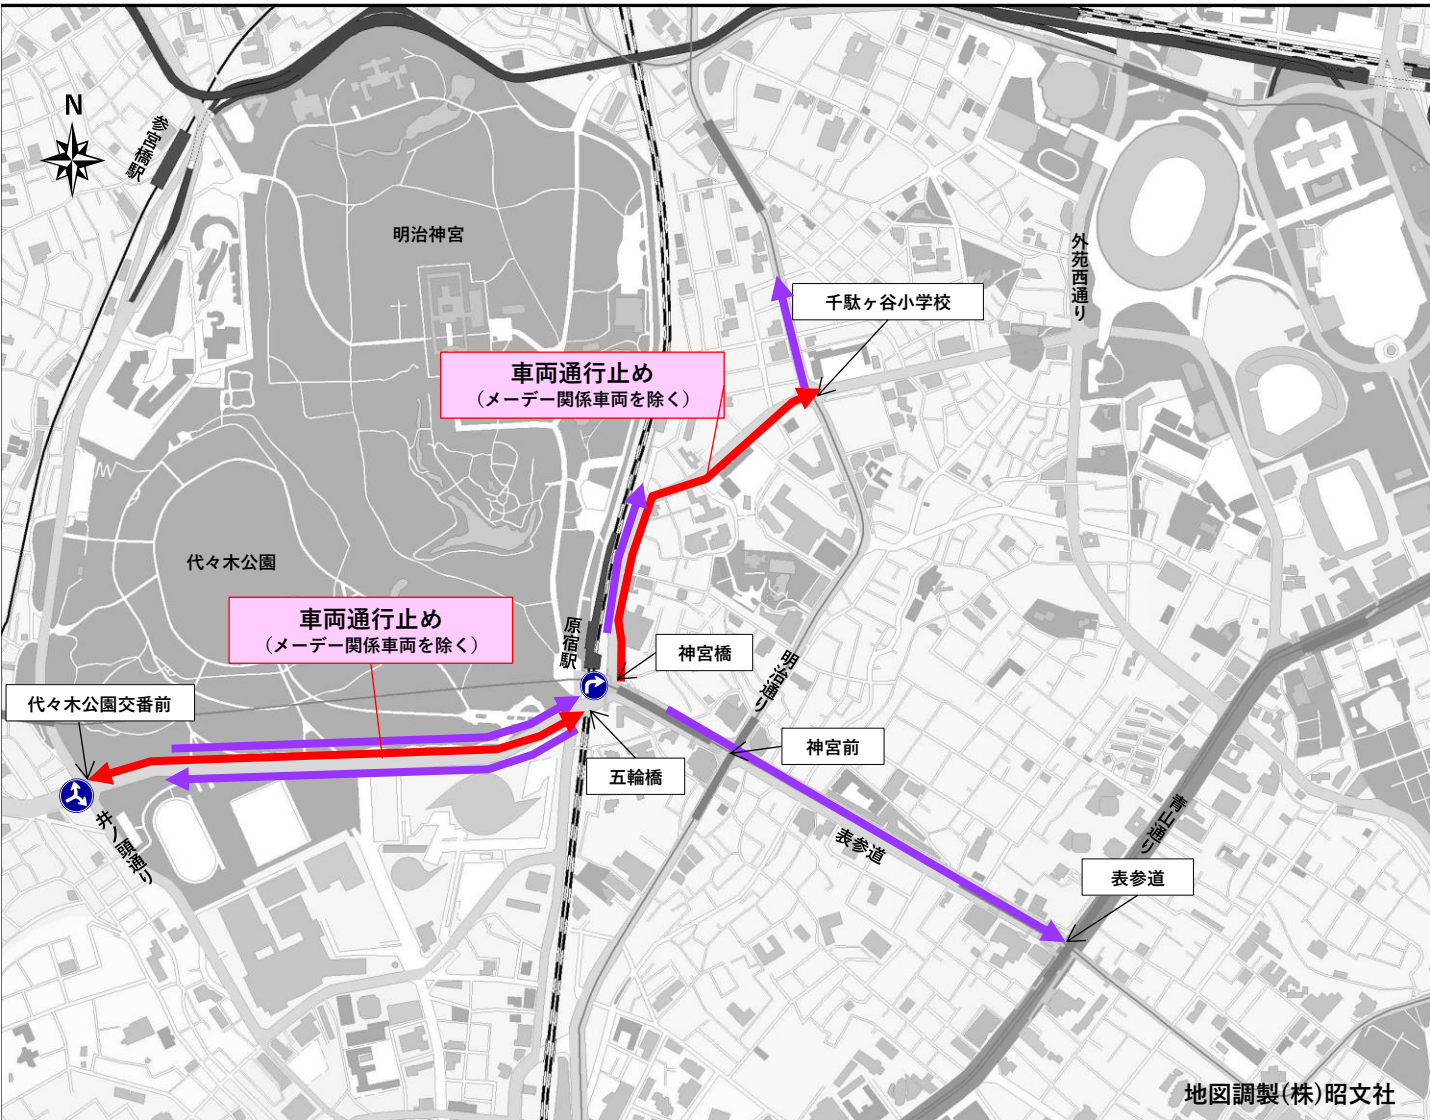 N
参宮橋駅
明治神宮
外苑西通り
千駄ヶ谷小学校
車両通行止め
（メーデー関係車両を除く）
代々木公園
車両通行止め
（メーデー関係車両を除く）
原宿駅
神宮橋
明治通り
代々木公園交番前
神宮前
五輪橋
井ノ頭通り
表参道
青山通り
表参道
地図調製(株)昭文社